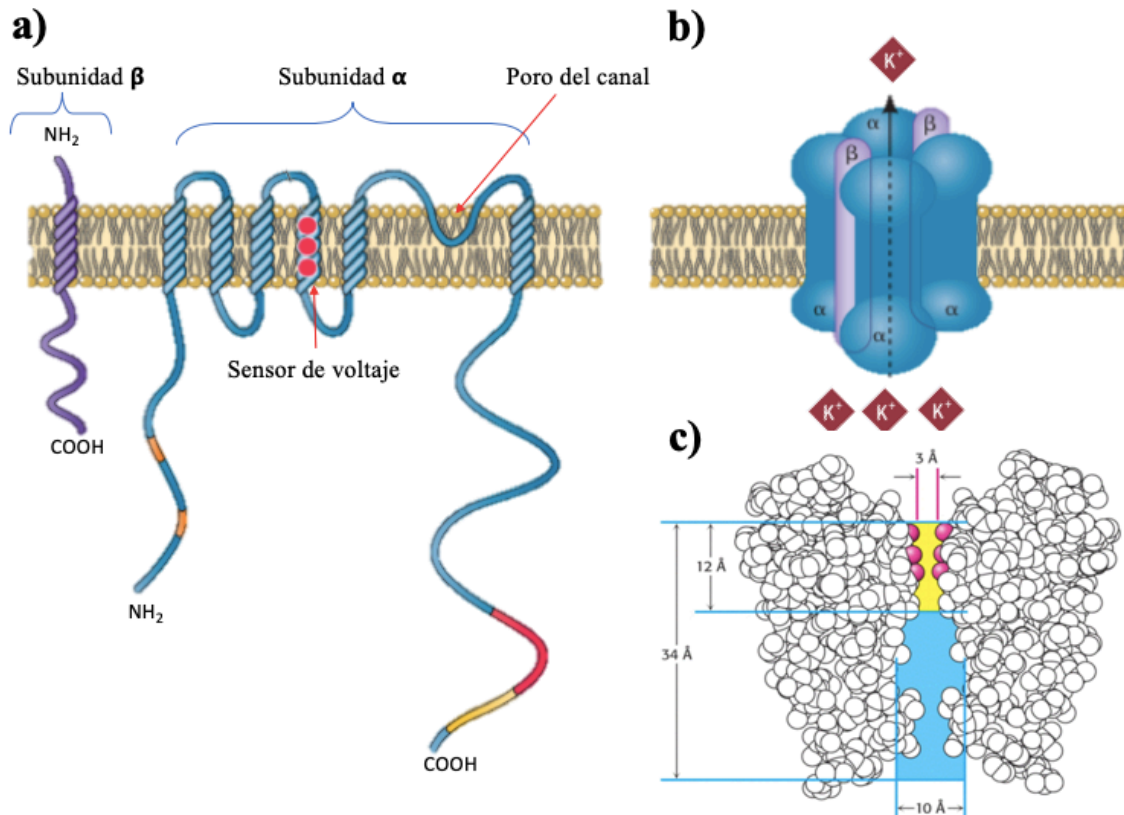 a)
Subunidad β
Subunidad α
Poro del canal
NH₂
Sensor de voltaje
COOH
NH₂
COOH
b)
K⁺
α
β
β
α
α
α
K⁺
K⁺
K⁺
c)
3 Å
12 Å
34 Å
10 Å